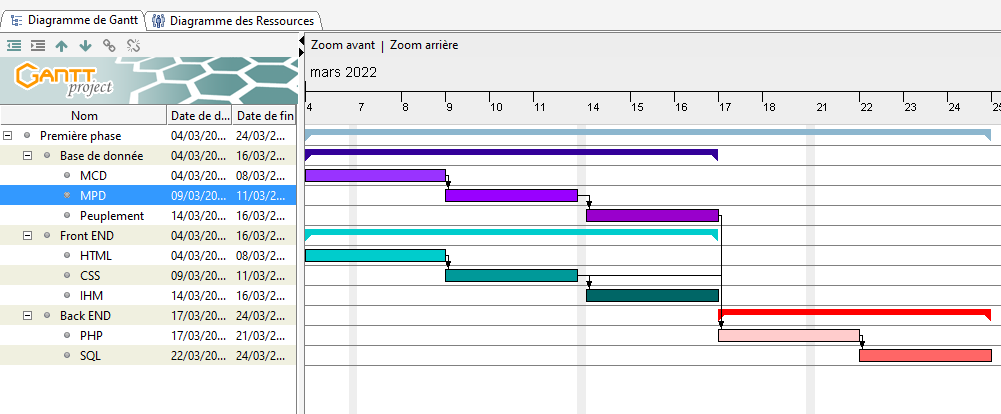 Diagramme de Gantt Diagramme des Ressources
Zoom avant | Zoom arrière
mars 2022
GANTT
project
4 7 8 9 10 11 14 15 16 17 18 21 22 23 24 25
Nom Date de d... Date de fin
Première phase 04/03/20... 24/03/2...
Base de donnée 04/03/20... 16/03/2...
MCD 04/03/20... 08/03/2...
MPD 09/03/20... 11/03/2...
Peuplement 14/03/20... 16/03/2...
Front END 04/03/20... 16/03/2...
HTML 04/03/20... 08/03/2...
CSS 09/03/20... 11/03/2...
IHM 14/03/20... 16/03/2...
Back END 17/03/20... 24/03/2...
PHP 17/03/20... 21/03/2...
SQL 22/03/20... 24/03/2...